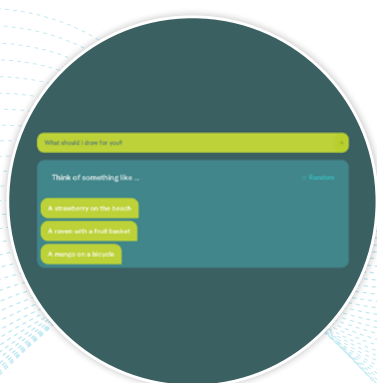 What should I draw for you?
Think of something like ...
Random
A strawberry on the beach
A raven with a fruit basket
A mango on a bicycle